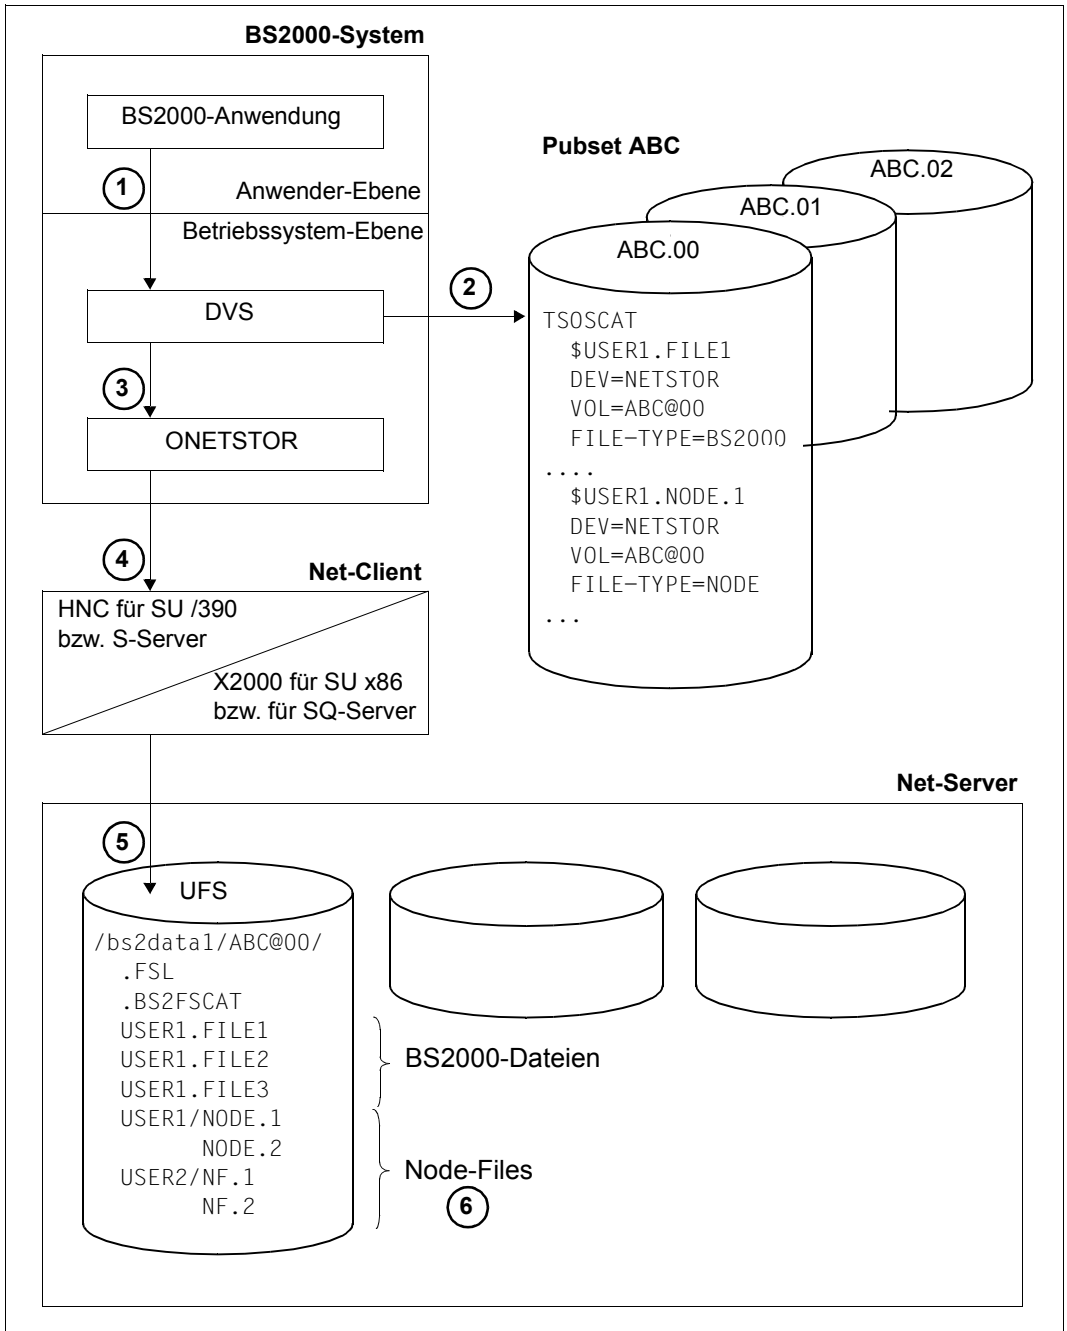 BS2000-System
BS2000-Anwendung
1
Anwender-Ebene
Betriebssystem-Ebene
DVS
2
3
ONETSTOR
Pubset ABC
ABC.02
ABC.01
ABC.00
TSOSCAT
$USER1.FILE1
DEV=NETSTOR
VOL=ABC@00
FILE-TYPE=BS2000
....
$USER1.NODE.1
DEV=NETSTOR
VOL=ABC@00
FILE-TYPE=NODE
...
4
Net-Client
HNC für SU /390
bzw. S-Server
X2000 für SU x86
bzw. für SQ-Server
Net-Server
5
UFS
/bs2data1/ABC@00/
.FSL
.BS2FSCAT
USER1.FILE1
USER1.FILE2
USER1.FILE3
BS2000-Dateien
USER1/NODE.1
NODE.2
USER2/NF.1
NF.2
Node-Files
6